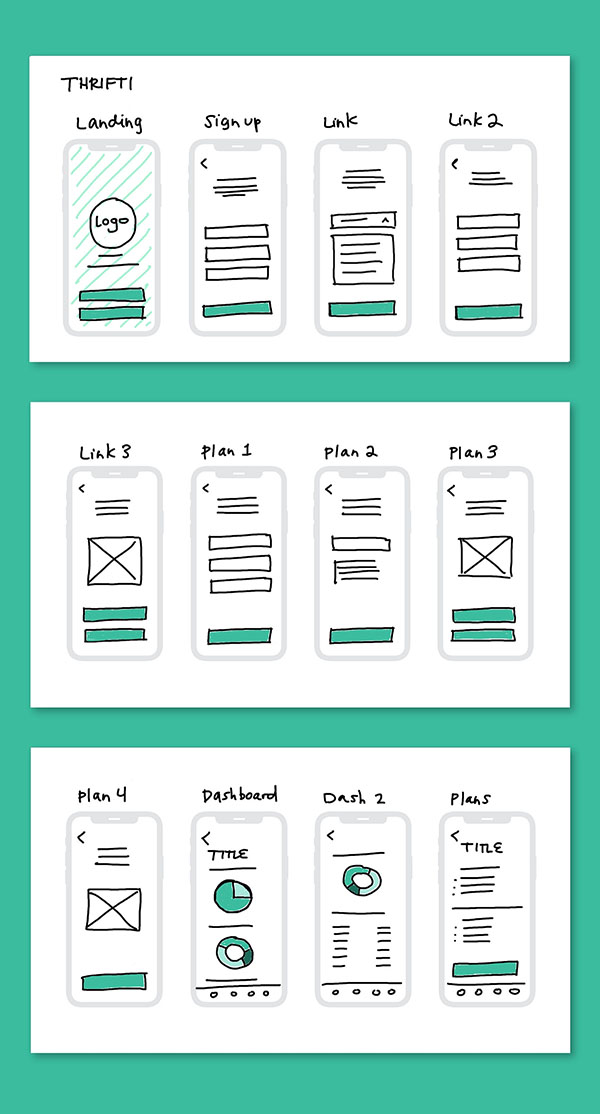 THRIFTI
Landing
Sign up
Link
Link 2
Logo
Link 3
Plan 1
Plan 2
Plan 3
Plan 4
Dashboard
Dash 2
Plans
TITLE
TITLE